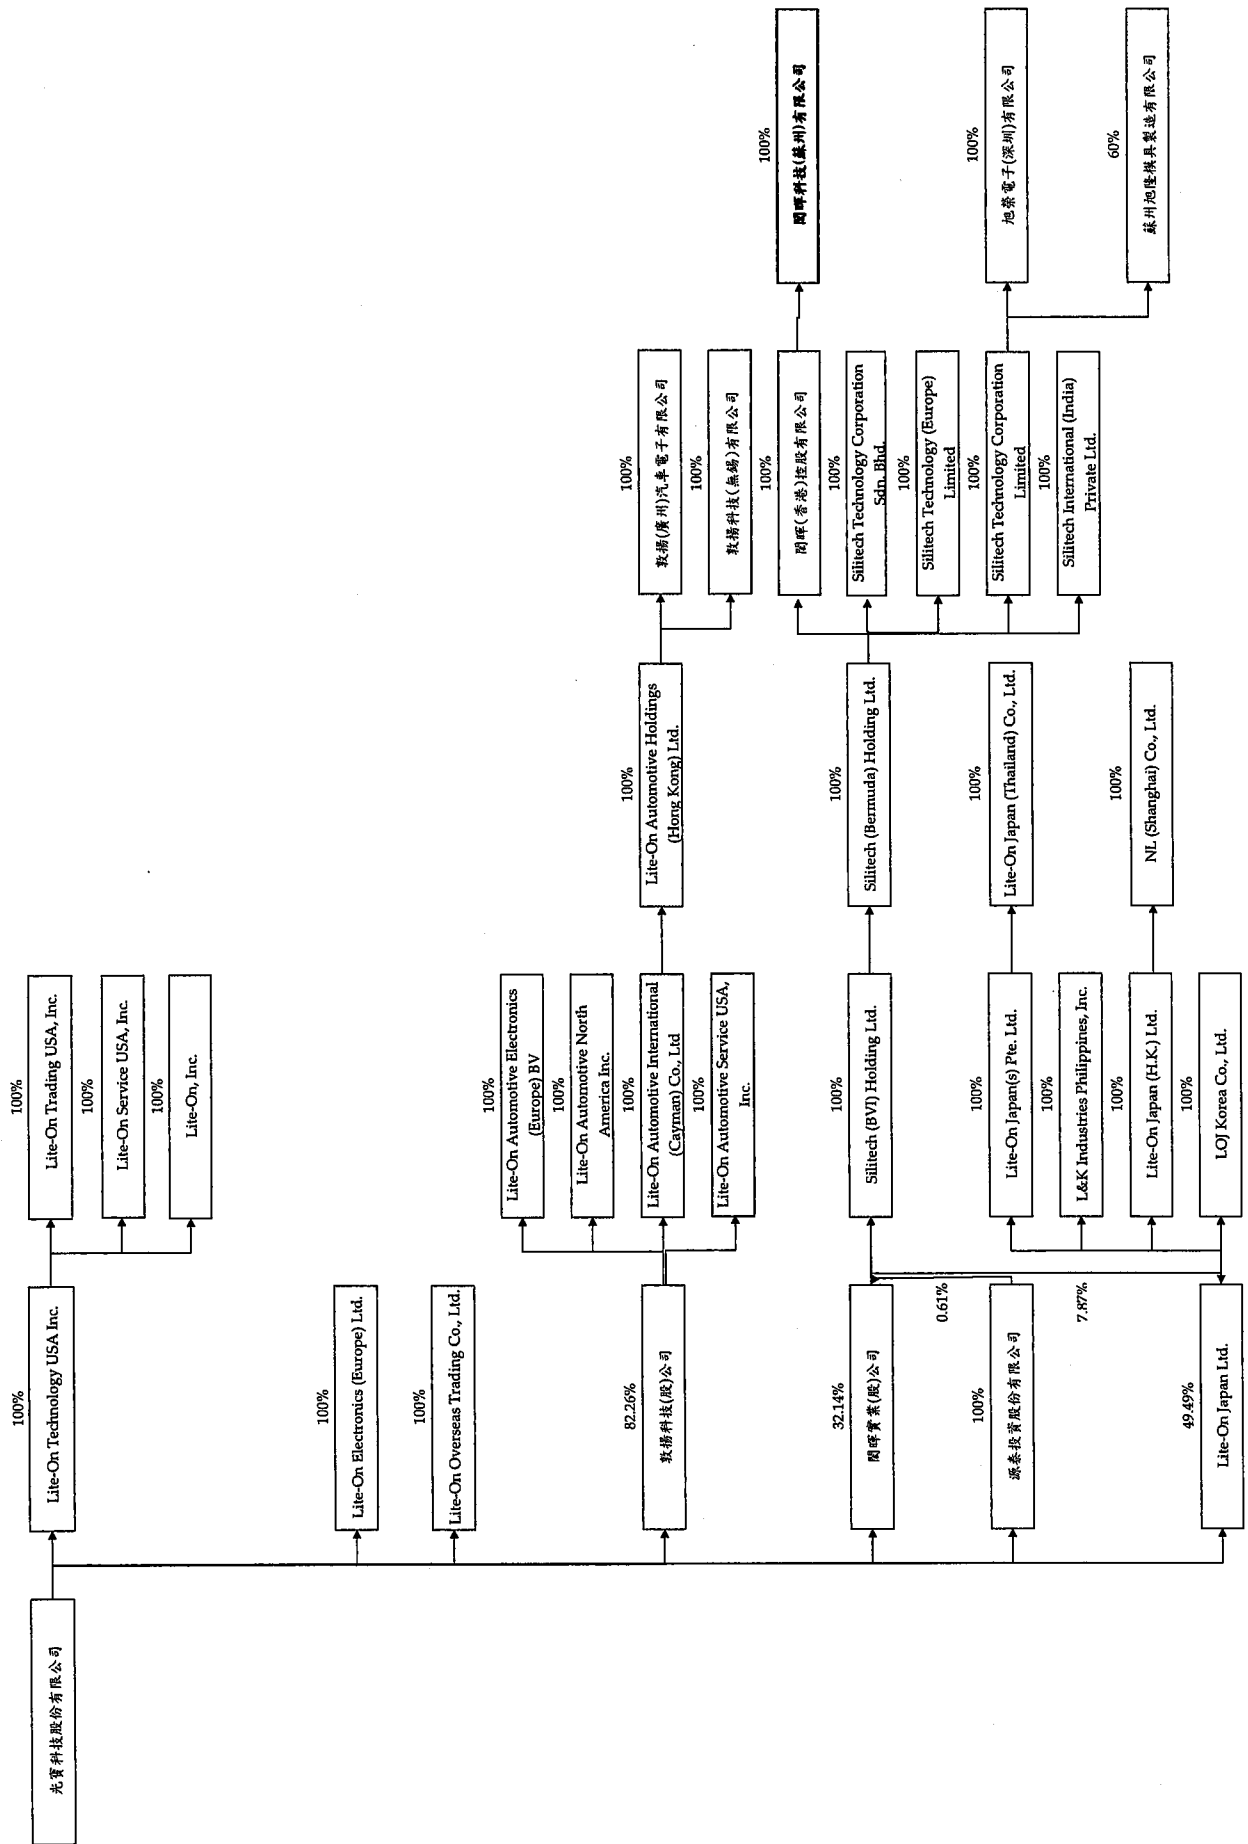 光寶科技股份有限公司
100%
Lite-On Technology USA Inc.
100%
Lite-On Electronics (Europe) Ltd.
100%
Lite-On Overseas Trading Co., Ltd.
82.26%
敦揚科技(股)公司
32.14%
閎暉實業(股)公司
0.61%
100%
源泰投資股份有限公司
7.87%
49.49%
Lite-On Japan Ltd.
100%
Lite-On Trading USA, Inc.
100%
Lite-On Service USA, Inc.
100%
Lite-On, Inc.
100%
Lite-On Automotive Electronics
(Europe) BV
100%
Lite-On Automotive North
America Inc.
100%
Lite-On Automotive International
(Cayman) Co., Ltd
100%
Lite-On Automotive Service USA,
Inc.
100%
Silitech (BVI) Holding Ltd.
100%
Lite-On Japan(s) Pte. Ltd.
100%
L&K Industries Philippines, Inc.
100%
Lite-On Japan (H.K.) Ltd.
100%
LOJ Korea Co., Ltd.
100%
Lite-On Automotive Holdings
(Hong Kong) Ltd.
100%
Silitech (Bermuda) Holding Ltd.
100%
Lite-On Japan (Thailand) Co., Ltd.
100%
NL (Shanghai) Co., Ltd.
100%
敦揚(廣州)汽車電子有限公司
100%
敦揚科技(無錫)有限公司
100%
閎暉(香港)控股有限公司
100%
Silitech Technology Corporation
Sdn. Bhd.
100%
Silitech Technology (Europe)
Limited
100%
Silitech Technology Corporation
Limited
100%
Silitech International (India)
Private Ltd.
100%
閎暉科技(蘇州)有限公司
100%
旭榮電子(深圳)有限公司
60%
蘇州旭隆模具製造有限公司